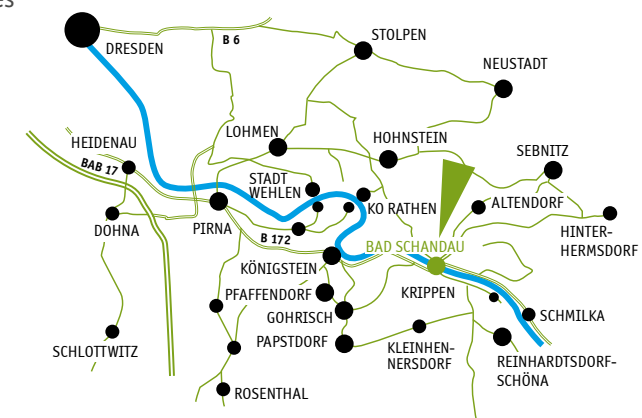 es
DRESDEN
B 6
STOLPEN
NEUSTADT
LOHMEN
HOHNSTEIN
HEIDENAU
BAB 17
SEBNITZ
STADT
WEHLEN
KO RATHEN
ALTENDORF
DOHNA
PIRNA
B 172
BAD SCHANDAU
HINTER-
HERMSDORF
KÖNIGSTEIN
PFAFFENDORF
KRIPPEN
GOHRISCH
SCHMILKA
PAPSTDORF
SCHLOTTWITZ
KLEINHEN-
NERSDORF
REINHARDTSDORF-
SCHÖNA
ROSENTHAL